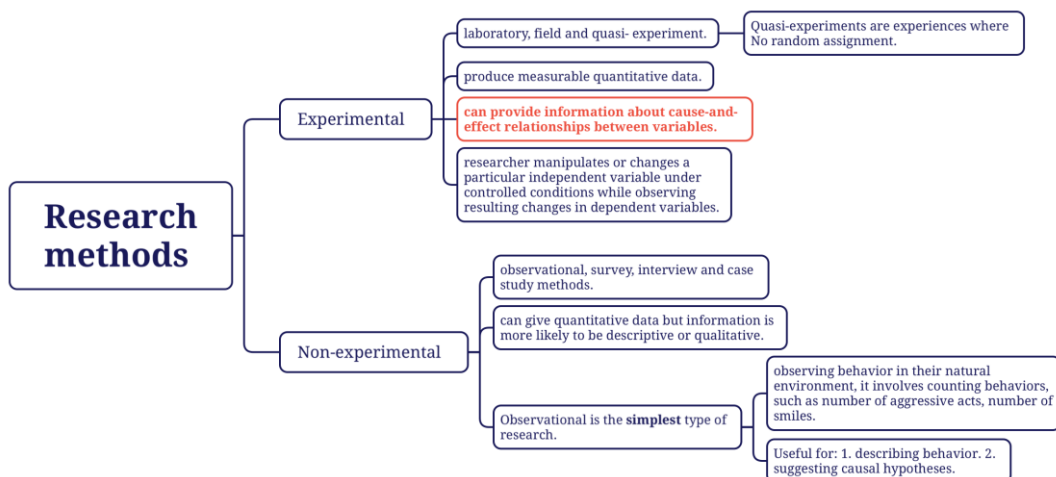 Research
methods
Experimental
laboratory, field and quasi- experiment.
Quasi-experiments are experiences where
No random assignment.
produce measurable quantitative data.
can provide information about cause-and-
effect relationships between variables.
researcher manipulates or changes a
particular independent variable under
controlled conditions while observing
resulting changes in dependent variables.
Non-experimental
observational, survey, interview and case
study methods.
can give quantitative data but information is
more likely to be descriptive or qualitative.
Observational is the simplest type of
research.
observing behavior in their natural
environment, it involves counting behaviors,
such as number of aggressive acts, number of
smiles.
Useful for: 1. describing behavior. 2.
suggesting causal hypotheses.